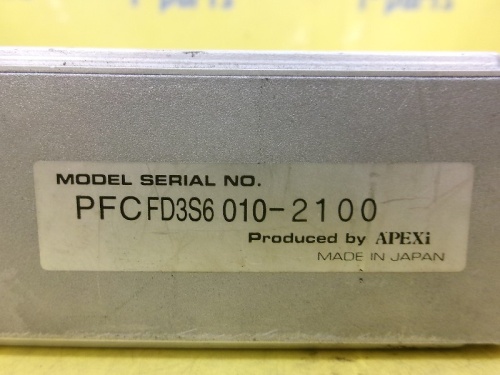 MODEL SERIAL NO.
PFC FD3S6 010-2100
Produced by APEXi
MADE IN JAPAN